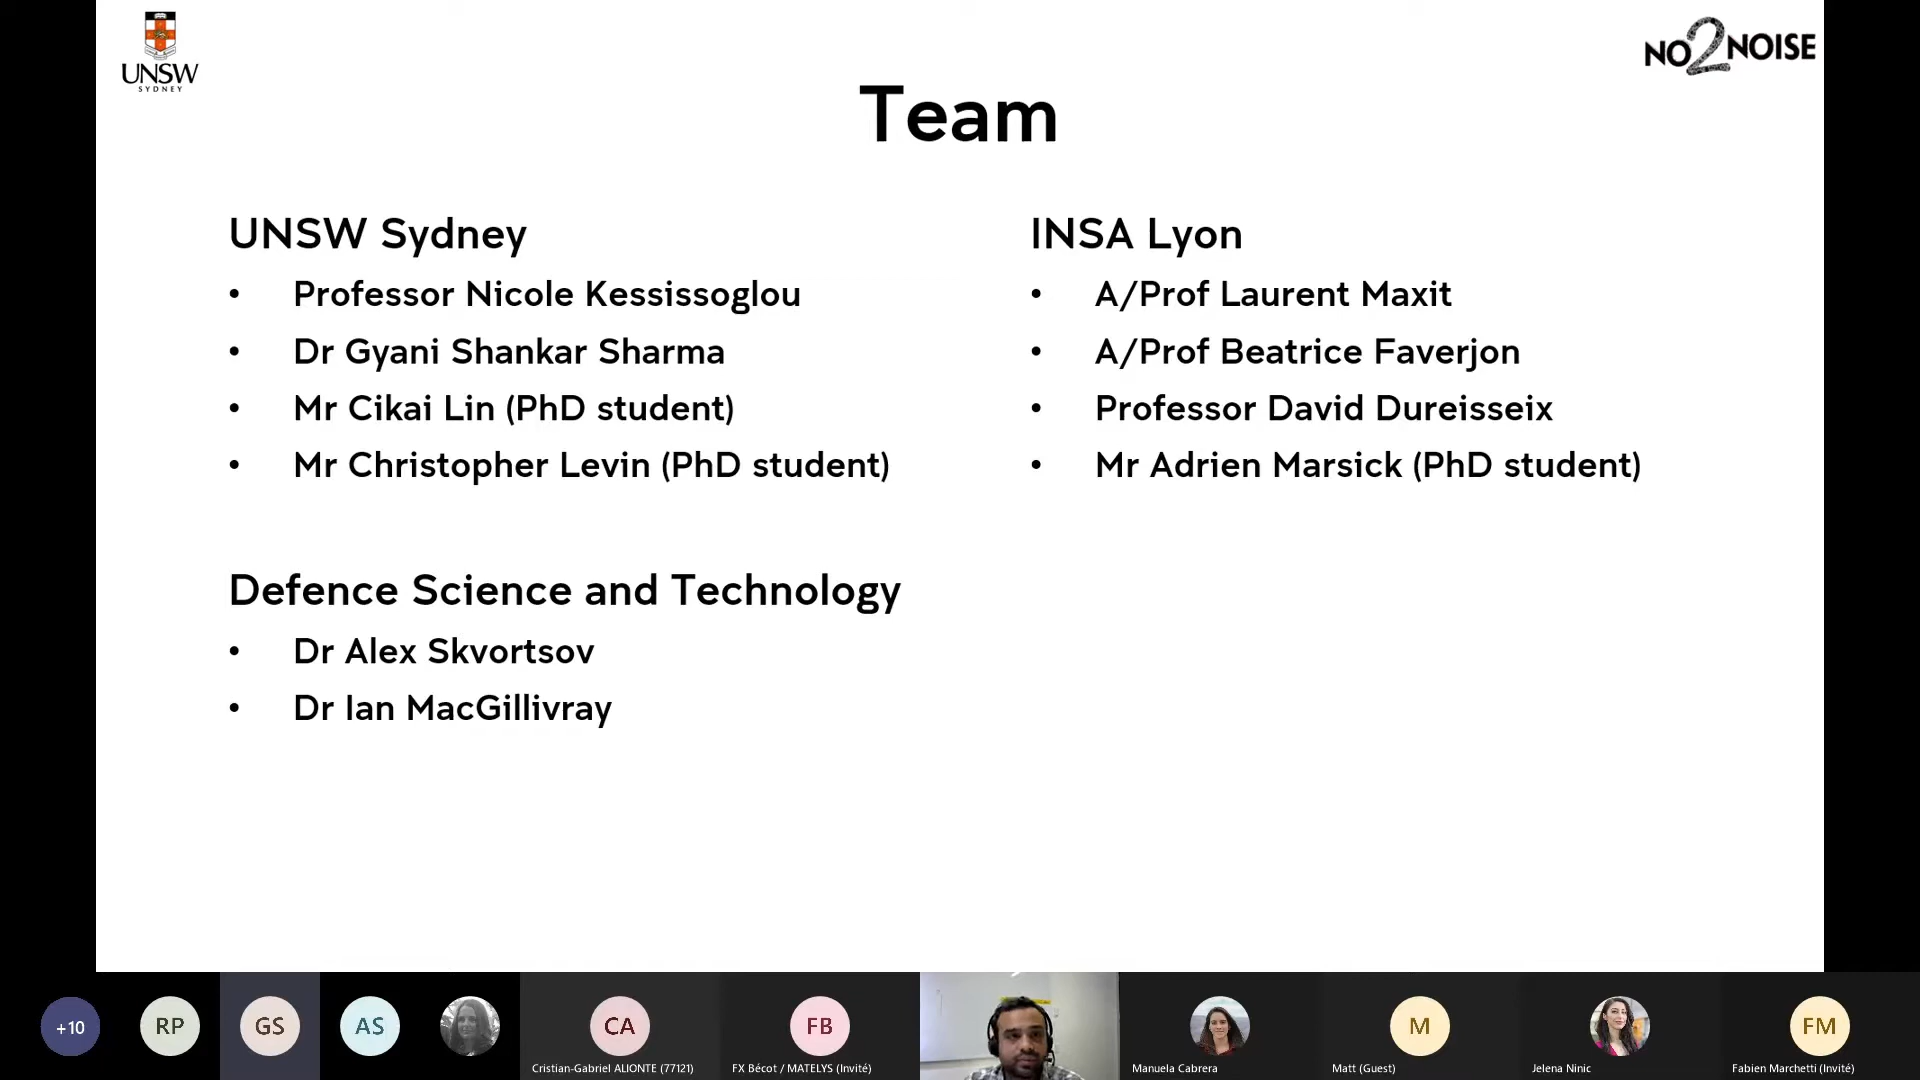 UNSW
SYDNEY
NO2NOISE
Team
UNSW Sydney
• Professor Nicole Kessissoglou
• Dr Gyani Shankar Sharma
• Mr Cikai Lin (PhD student)
• Mr Christopher Levin (PhD student)
INSA Lyon
• A/Prof Laurent Maxit
• A/Prof Beatrice Faverjon
• Professor David Dureisseix
• Mr Adrien Marsick (PhD student)
Defence Science and Technology
• Dr Alex Skvortsov
• Dr Ian MacGillivray
+10
RP
GS
AS
CA
Cristian-Gabriel ALIONTE (77121)
FB
FX Bécot / MATELYS (Invité)
Manuela Cabrera
M
Matt (Guest)
Jelena Ninic
FM
Fabien Marchetti (Invité)